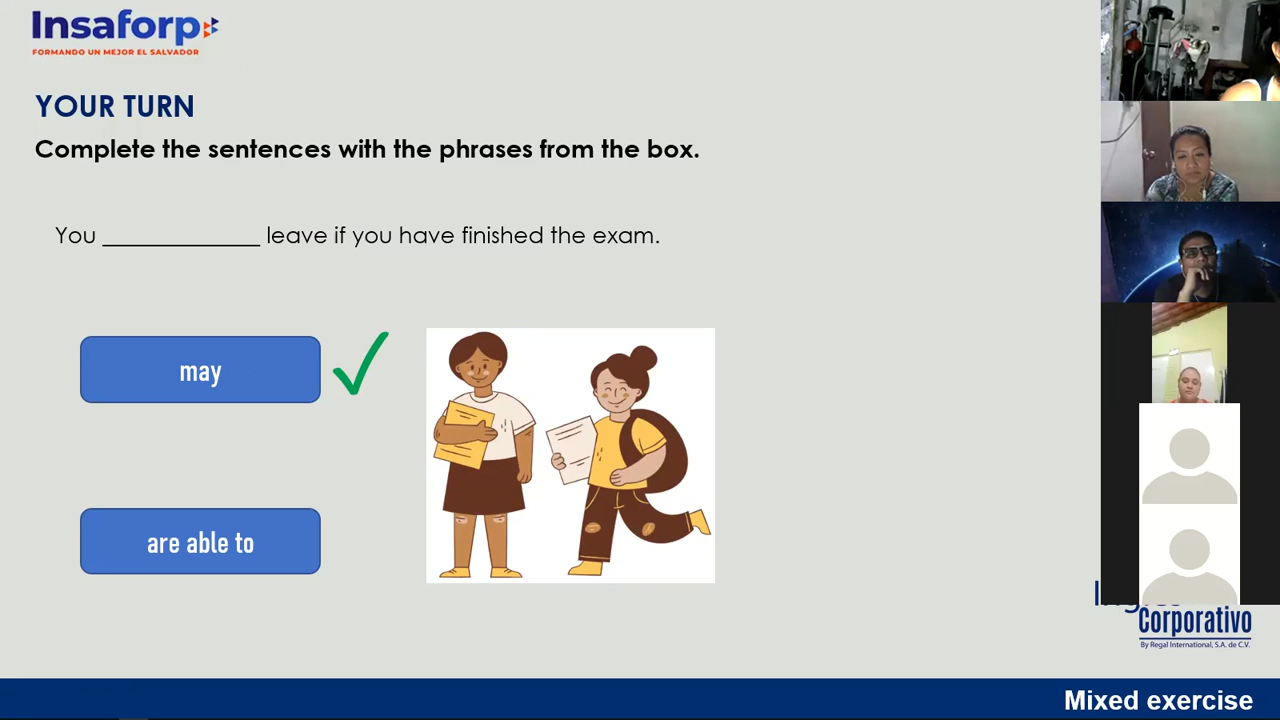 Insaforp
FORMANDO UN MEJOR EL SALVADOR
YOUR TURN
Complete the sentences with the phrases from the box.
You _____________ leave if you have finished the exam.
may
are able to
Corporativo
By Regal International, S.A. de C.V.
Mixed exercise